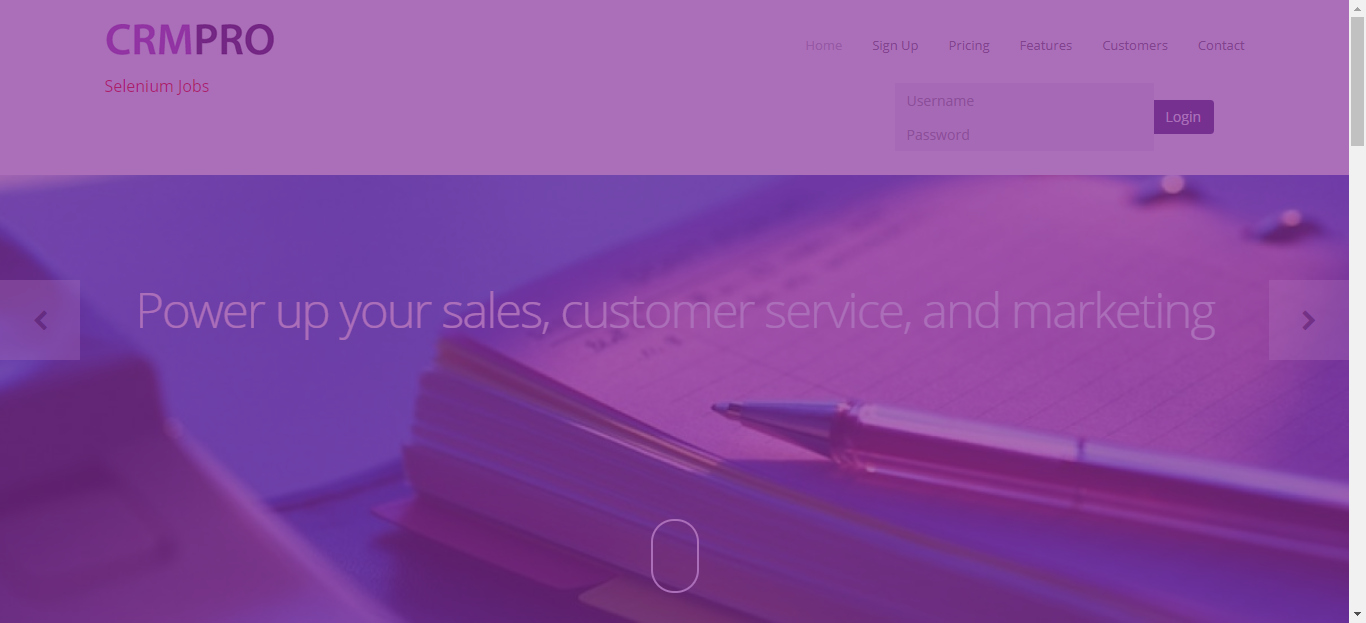 CRMPRO
Home Sign Up Pricing Features Customers Contact
Selenium Jobs
Username
Password
Login
Power up your sales, customer service, and marketing